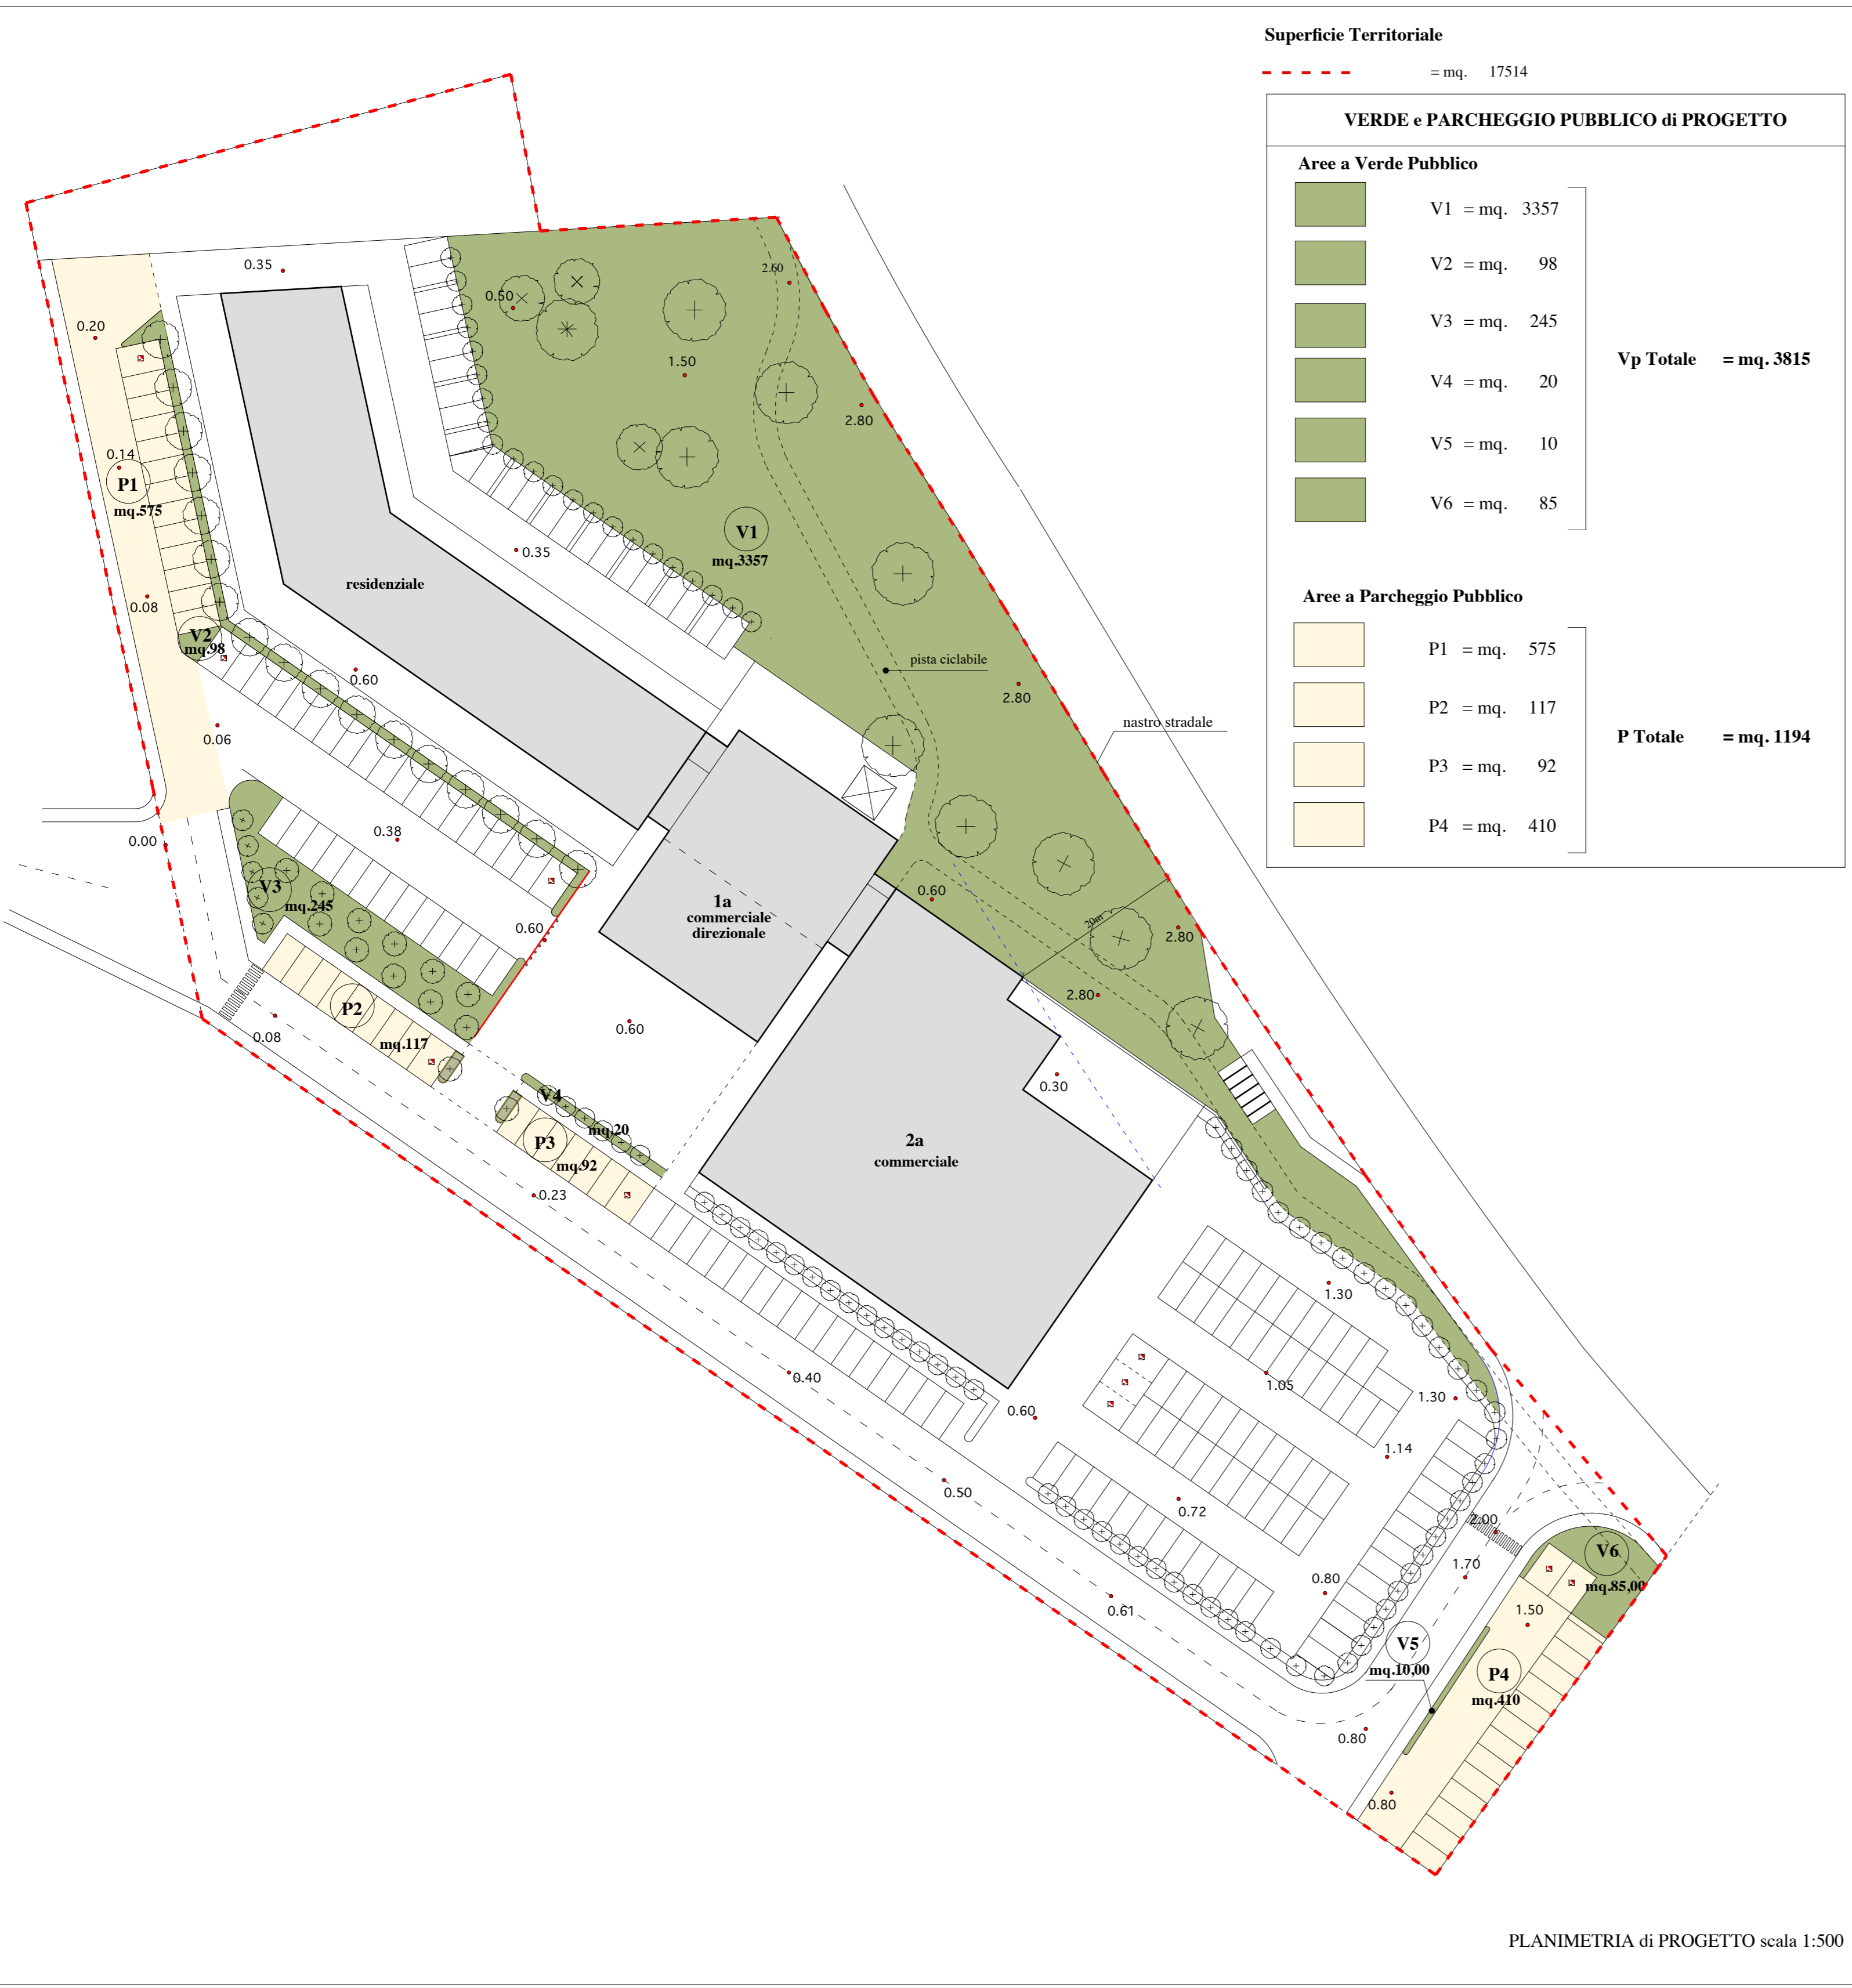 Superficie Territoriale
= mq. 17514
VERDE e PARCHEGGIO PUBBLICO di PROGETTO
Aree a Verde Pubblico
V1 = mq. 3357
V2 = mq. 98
V3 = mq. 245
Vp Totale = mq. 3815
V4 = mq. 20
V5 = mq. 10
V6 = mq. 85
Aree a Parcheggio Pubblico
P1 = mq. 575
P2 = mq. 117
P Totale = mq. 1194
P3 = mq. 92
P4 = mq. 410
0.35
2.60
0.50
0.20
1.50
2.80
0.14
P1
mq.575
V1
mq.3357
0.35
residenziale
0.08
V2
mq.98
pista ciclabile
0.60
2.80
nastro stradale
0.06
0.38
0.00
V3
mq.245
0.60
1a
commerciale
direzionale
0.60
20m
2.80
2.80
P2
mq.117
0.08
0.60
0.30
V4
mq.20
P3
mq.92
0.23
2a
commerciale
1.30
0.40
1.05
1.30
0.60
1.14
0.50
0.72
2.00
V6
mq.85,00
1.70
0.80
0.61
1.50
V5
mq.10,00
P4
mq.410
0.80
0.80
PLANIMETRIA di PROGETTO scala 1:500